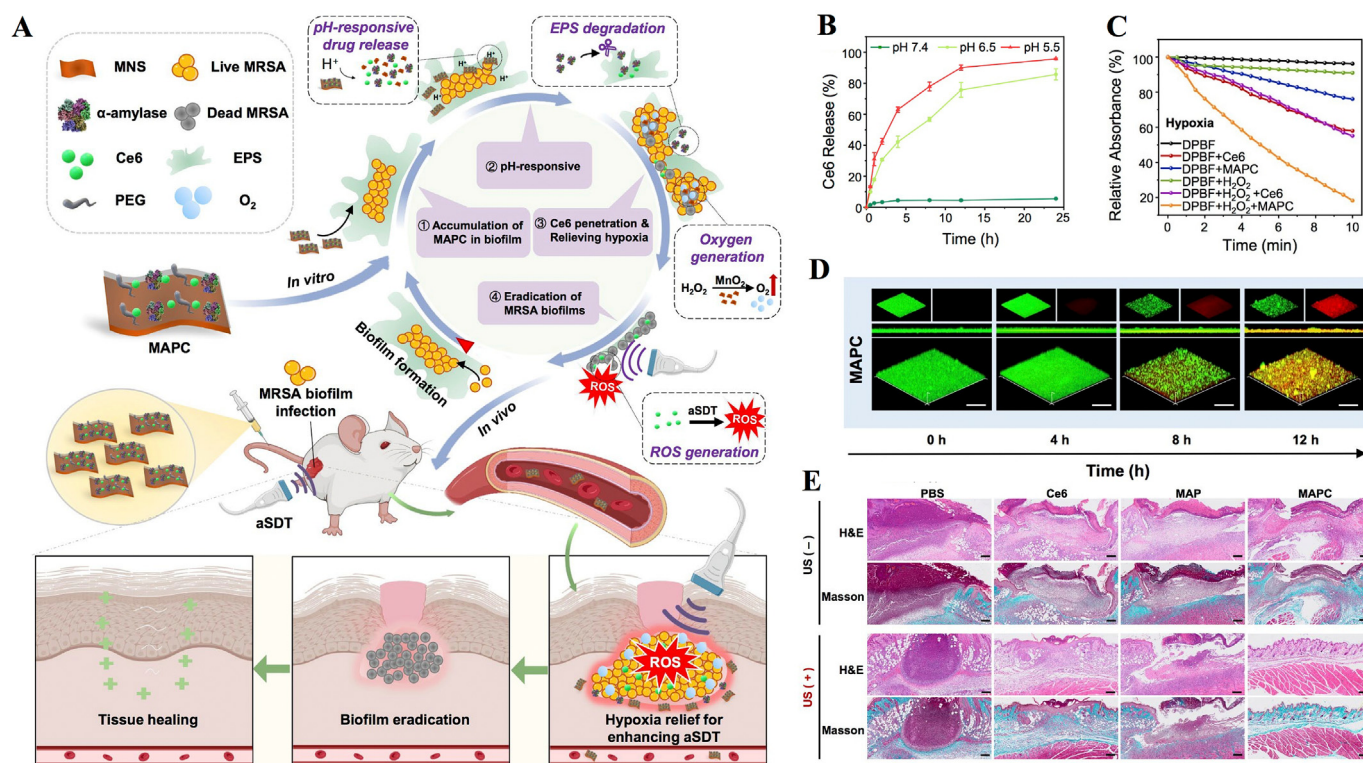 A
MNS
Live MRSA
α-amylase
Dead MRSA
Ce6
EPS
PEG
O2
pH-responsive
drug release
H+
H+
H+
H+
H+
EPS degradation
② pH-responsive
① Accumulation of
MAPC in biofilm
③ Ce6 penetration &
Relieving hypoxia
④ Eradication of
MRSA biofilms
Oxygen
generation
H2O2 MnO2 O2
In vitro
MAPC
Biofilm formation
ROS
aSDT
ROS
ROS generation
In vivo
MRSA biofilm
infection
aSDT
Tissue healing
Biofilm eradication
ROS
Hypoxia relief for
enhancing aSDT
B
pH 7.4 pH 6.5 pH 5.5
Ce6 Release (%)
100
80
60
40
20
0
0 4 8 12 16 20 24
Time (h)
C
Relative Absorbance (%)
100
80
60
40
20
Hypoxia
DPBF
DPBF+Ce6
DPBF+MAPC
DPBF+H2O2
DPBF+H2O2+Ce6
DPBF+H2O2+MAPC
0 2 4 6 8 10
Time (min)
D
MAPC
0 h 4 h 8 h 12 h
Time (h)
E
PBS Ce6 MAP MAPC
US (−)
H&E
Masson
US (+)
H&E
Masson